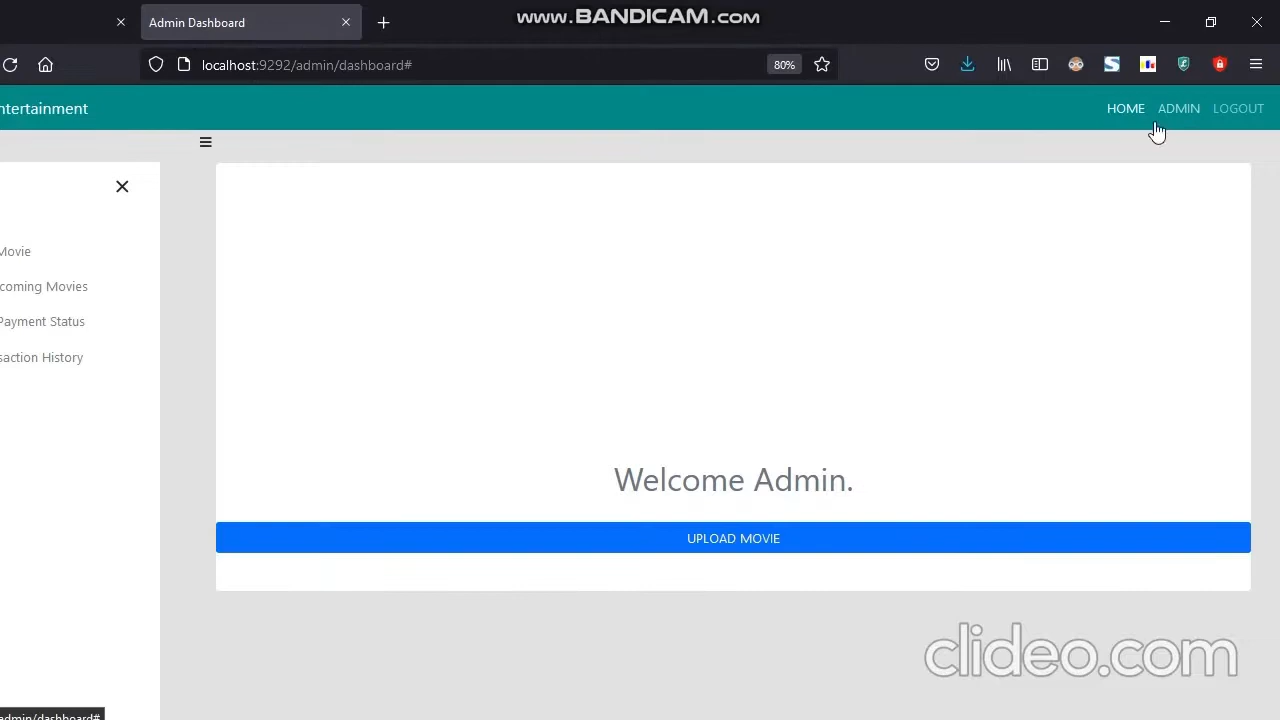 www.BANDICAM.com
Admin Dashboard
localhost:9292/admin/dashboard#
80%
ntertainment
HOME ADMIN LOGOUT
Movie
coming Movies
Payment Status
saction History
Welcome Admin.
UPLOAD MOVIE
clideo.com
admin/dashboard#